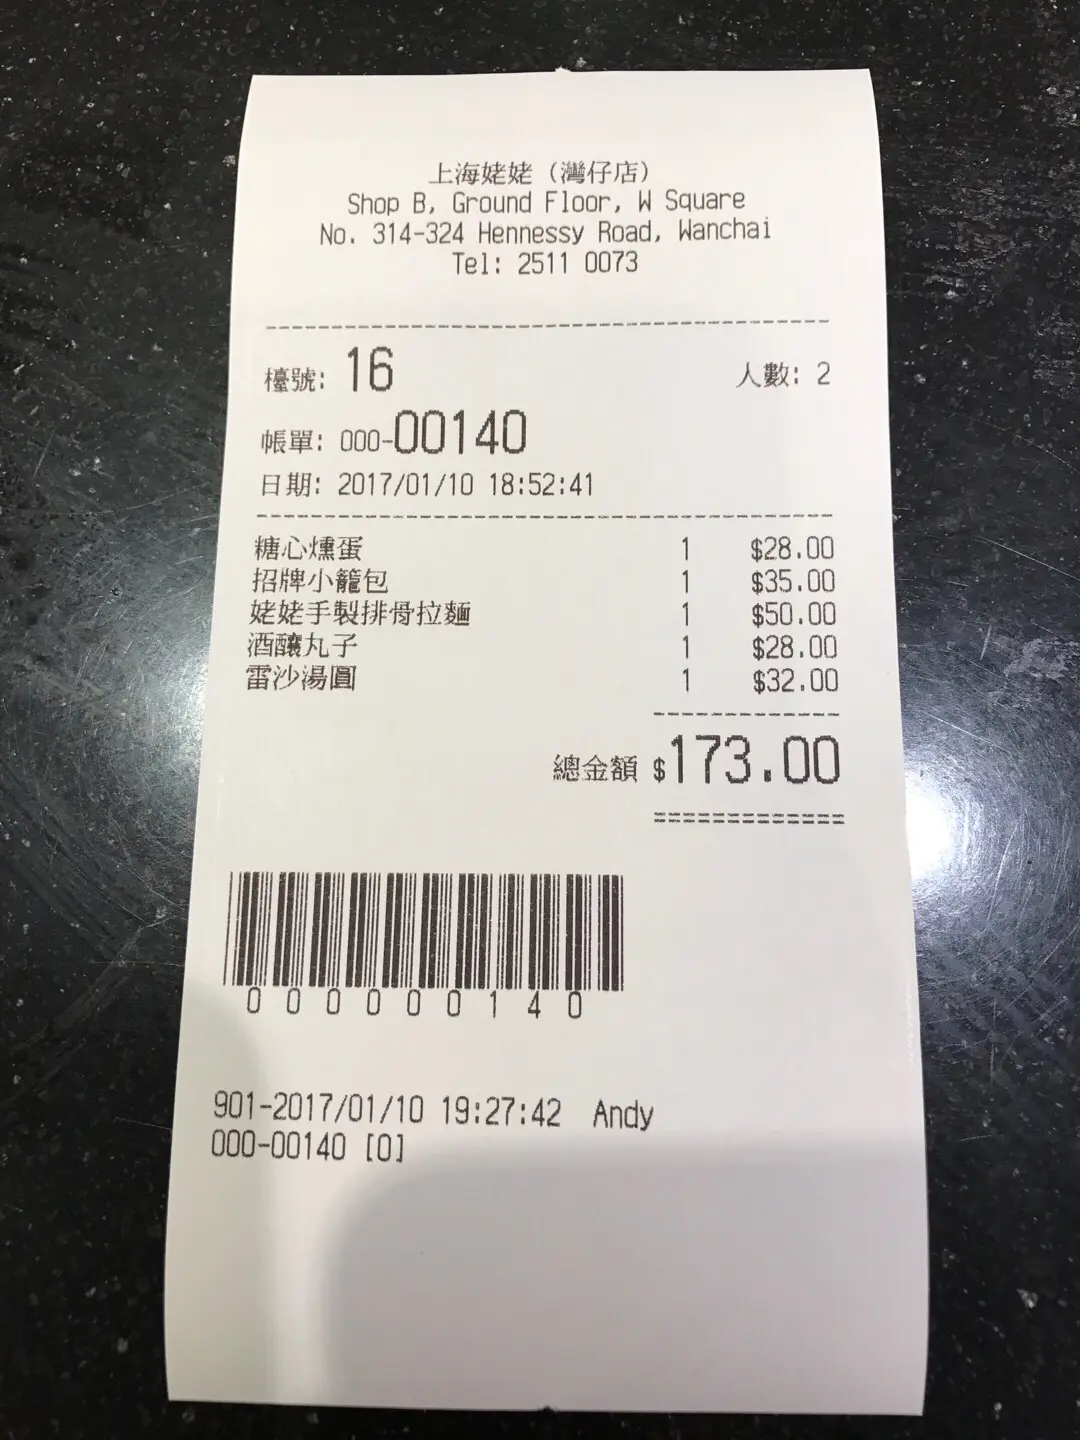 上海姥姥 (灣仔店)
Shop B, Ground Floor, W Square
No. 314-324 Hennessy Road, Wanchai
Tel: 2511 0073
檯號: 16 人數: 2
帳單: 000-00140
日期: 2017/01/10 18:52:41
糖心燻蛋 1 $28.00
招牌小籠包 1 $35.00
姥姥手製排骨拉麵 1 $50.00
酒釀丸子 1 $28.00
雷沙湯圓 1 $32.00
總金額 $173.00
000000140
901-2017/01/10 19:27:42 Andy
000-00140 [0]